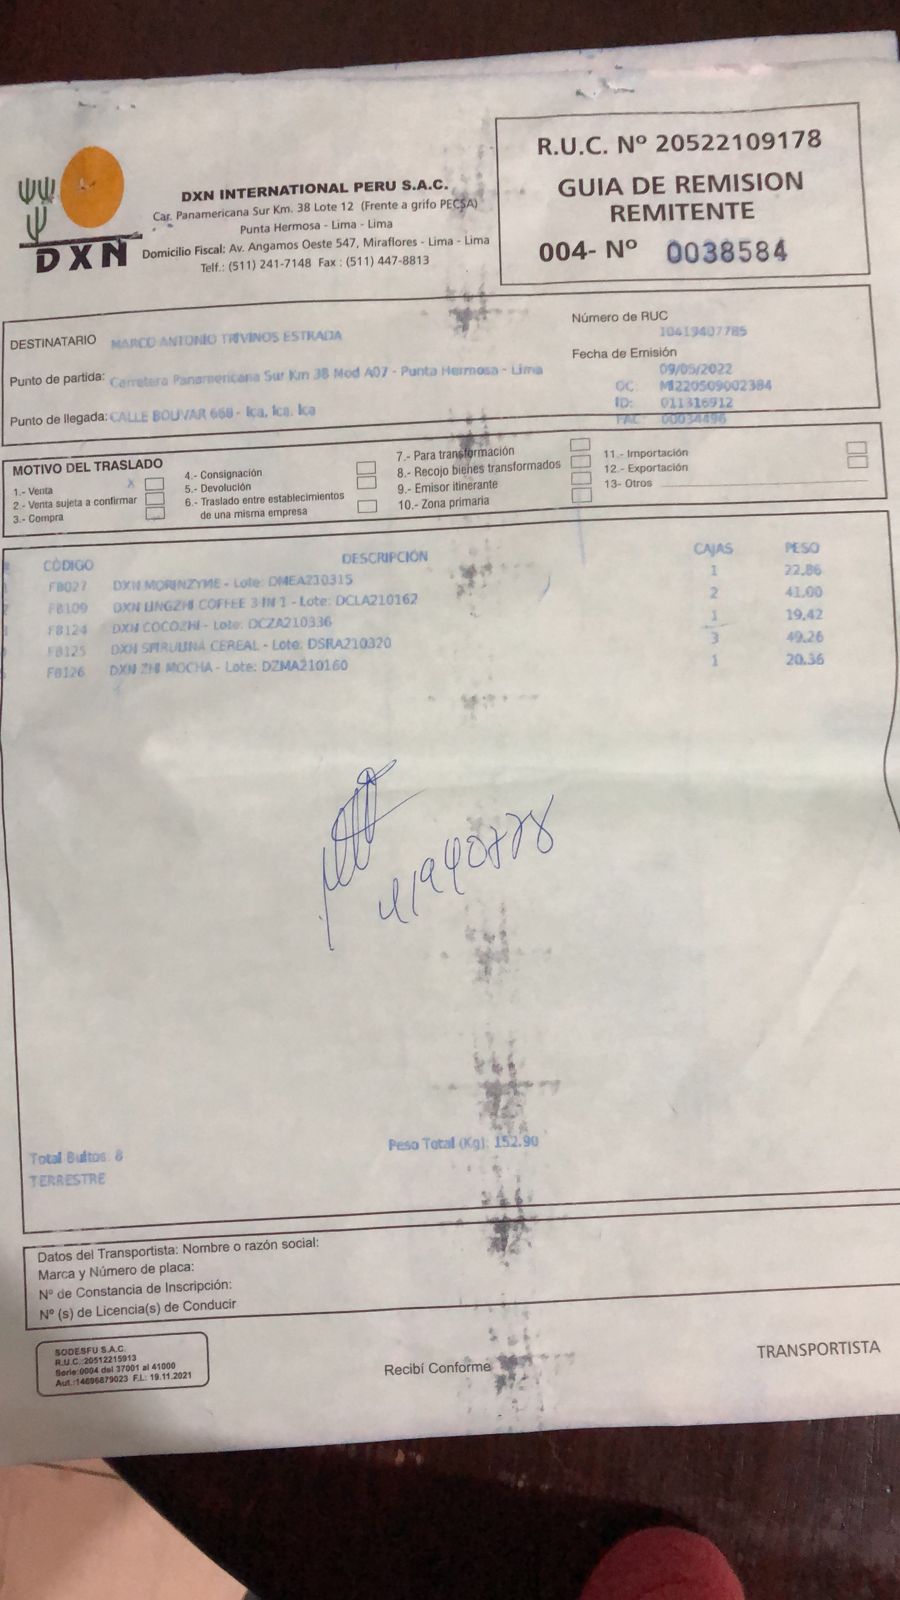 DXN
DXN INTERNATIONAL PERU S.A.C.
Car. Panamericana Sur Km. 38 Lote 12 (Frente a grifo PECSA)
Punta Hermosa - Lima - Lima
Domicilio Fiscal: Av. Angamos Oeste 547, Miraflores - Lima - Lima
Telf.: (511) 241-7148 Fax : (511) 447-8813
R.U.C. Nº 20522109178
GUIA DE REMISION
REMITENTE
004- Nº 0038584
DESTINATARIO MARCO ANTONIO TRIVINOS ESTRADA
Punto de partida: Carretera Panamericana Sur Km 38 Mod A07 - Punta Hermosa - Lima
Punto de llegada: CALLE BOLIVAR 668 - Ica, Ica, Ica
Número de RUC
10419407785
Fecha de Emisión
09/05/2022
OC: MI220509002384
ID: 011316912
FAC: 00034496
MOTIVO DEL TRASLADO
1.- Venta X
2.- Venta sujeta a confirmar
3.- Compra
4.- Consignación
5.- Devolución
6.- Traslado entre establecimientos
de una misma empresa
7.- Para transformación
8.- Recojo bienes transformados
9.- Emisor itinerante
10.- Zona primaria
11.- Importación
12.- Exportación
13- Otros
CÓDIGO DESCRIPCIÓN CAJAS PESO
FB027 DXN MORINZYME - Lote: DMEA210315 1 22.86
FB109 DXN LINGZHI COFFEE 3 IN 1 - Lote: DCLA210162 2 41.00
FB124 DXN COCOZHI - Lote: DCZA210336 1 19.42
FB125 DXN SPIRULINA CEREAL - Lote: DSRA210320 3 49.26
FB126 DXN ZHI MOCHA - Lote: DZMA210160 1 20.36
41940778
Total Bultos: 8 Peso Total (Kg): 152.90
TERRESTRE
Datos del Transportista: Nombre o razón social:
Marca y Número de placa:
Nº de Constancia de Inscripción:
Nº (s) de Licencia(s) de Conducir
SODESFU S.A.C.
R.U.C. 20512215913
Serie:0004 del 37001 al 41000
Aut.:14696879023 F.I.: 19.11.2021
Recibí Conforme
TRANSPORTISTA